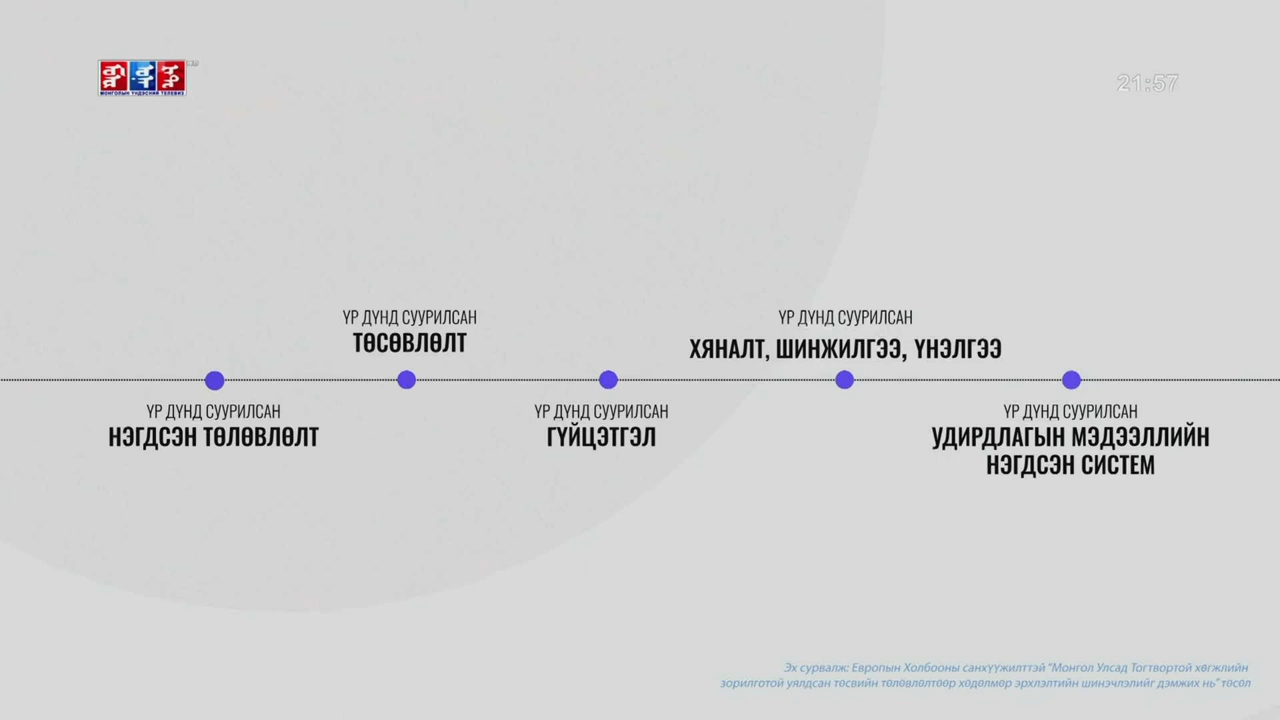 МОНГОЛЫН ҮНДЭСНИЙ ТЕЛЕВИЗ
21:57
ҮР ДҮНД СУУРИЛСАН
ТӨСӨВЛӨЛТ
ҮР ДҮНД СУУРИЛСАН
ХЯНАЛТ, ШИНЖИЛГЭЭ, ҮНЭЛГЭЭ
ҮР ДҮНД СУУРИЛСАН
НЭГДСЭН ТӨЛӨВЛӨЛТ
ҮР ДҮНД СУУРИЛСАН
ГҮЙЦЭТГЭЛ
ҮР ДҮНД СУУРИЛСАН
УДИРДЛАГЫН МЭДЭЭЛЛИЙН
НЭГДСЭН СИСТЕМ
Эх сурвалж: Европын Холбооны санхүүжилттэй "Монгол Улсад Тогтвортой хөгжлийн
зорилготой уялдсан төсвийн төлөвлөлтөөр хөдөлмөр эрхлэлтийн шинэчлэлийг дэмжих нь" төсөл